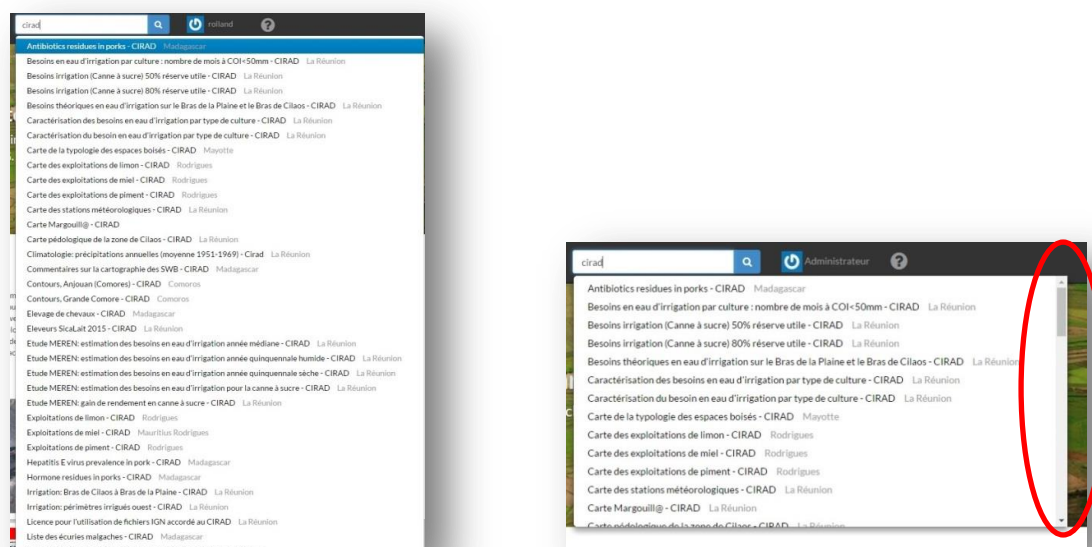 cirad
rolland
Antibiotics residues in porks - CIRAD Madagascar
Besoins en eau d'irrigation par culture : nombre de mois à COI<50mm - CIRAD La Réunion
Besoins irrigation (Canne à sucre) 50% réserve utile - CIRAD La Réunion
Besoins irrigation (Canne à sucre) 80% réserve utile - CIRAD La Réunion
Besoins théoriques en eau d'irrigation sur le Bras de la Plaine et le Bras de Cilaos - CIRAD La Réunion
Caractérisation des besoins en eau d'irrigation par type de culture - CIRAD La Réunion
Caractérisation du besoin en eau d'irrigation par type de culture - CIRAD La Réunion
Carte de la typologie des espaces boisés - CIRAD Mayotte
Carte des exploitations de limon - CIRAD Rodrigues
Carte des exploitations de miel - CIRAD Rodrigues
Carte des exploitations de piment - CIRAD Rodrigues
Carte des stations météorologiques - CIRAD La Réunion
Carte Margouill@ - CIRAD
Carte pédologique de la zone de Cilaos - CIRAD La Réunion
Climatologie: précipitations annuelles (moyenne 1951-1969) - Cirad La Réunion
Commentaires sur la cartographie des SWB - CIRAD Madagascar
Contours, Anjouan (Comores) - CIRAD Comoros
Contours, Grande Comore - CIRAD Comoros
Elevage de chevaux - CIRAD Madagascar
Eleveurs SicaLait 2015 - CIRAD La Réunion
Etude MEREN: estimation des besoins en eau d'irrigation année médiane - CIRAD La Réunion
Etude MEREN: estimation des besoins en eau d'irrigation année quinquennale humide - CIRAD La Réunion
Etude MEREN: estimation des besoins en eau d'irrigation année quinquennale sèche - CIRAD La Réunion
Etude MEREN: estimation des besoins en eau d'irrigation pour la canne à sucre - CIRAD La Réunion
Etude MEREN: gain de rendement en canne à sucre - CIRAD La Réunion
Exploitations de limon - CIRAD Rodrigues
Exploitations de miel - CIRAD Mauritius Rodrigues
Exploitations de piment - CIRAD Rodrigues
Hepatitis E virus prevalence in pork - CIRAD Madagascar
Hormone residues in porks - CIRAD Madagascar
Irrigation: Bras de Cilaos à Bras de la Plaine - CIRAD La Réunion
Irrigation: périmètres irrigués ouest - CIRAD La Réunion
Licence pour l'utilisation de fichiers IGN accordé au CIRAD La Réunion
Liste des écuries malgaches - CIRAD Madagascar
cirad
Administrateur
Antibiotics residues in porks - CIRAD Madagascar
Besoins en eau d'irrigation par culture : nombre de mois à COI<50mm - CIRAD La Réunion
Besoins irrigation (Canne à sucre) 50% réserve utile - CIRAD La Réunion
Besoins irrigation (Canne à sucre) 80% réserve utile - CIRAD La Réunion
Besoins théoriques en eau d'irrigation sur le Bras de la Plaine et le Bras de Cilaos - CIRAD La Réunion
Caractérisation des besoins en eau d'irrigation par type de culture - CIRAD La Réunion
Caractérisation du besoin en eau d'irrigation par type de culture - CIRAD La Réunion
Carte de la typologie des espaces boisés - CIRAD Mayotte
Carte des exploitations de limon - CIRAD Rodrigues
Carte des exploitations de miel - CIRAD Rodrigues
Carte des exploitations de piment - CIRAD Rodrigues
Carte des stations météorologiques - CIRAD La Réunion
Carte Margouill@ - CIRAD La Réunion
Carte pédologique de la zone de Cilaos - CIRAD La Réunion